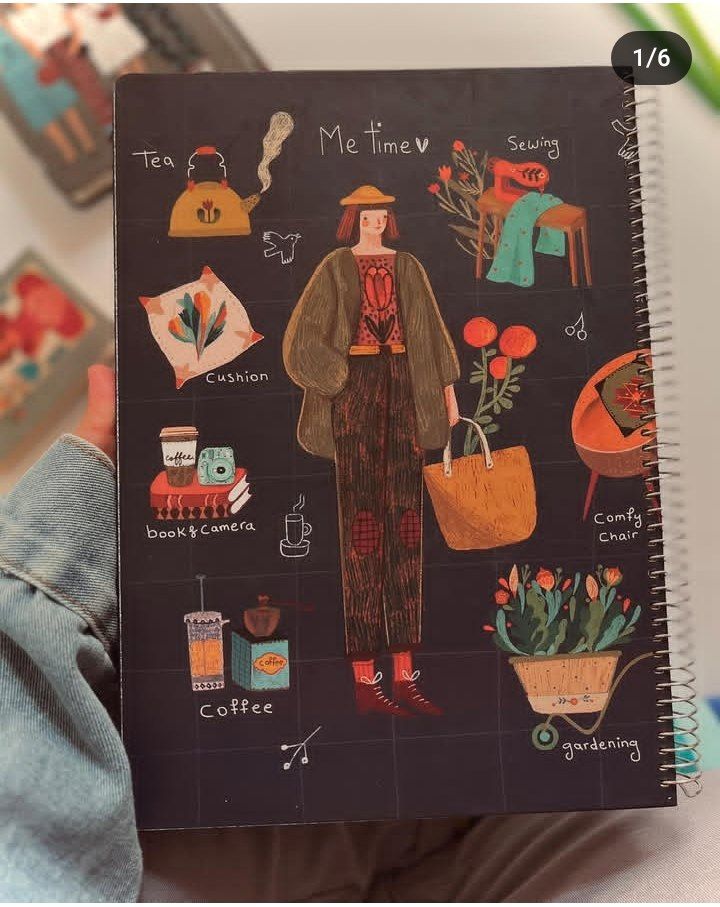 1/6
Me time
Tea
Sewing
Cushion
coffee
book & camera
Comfy
Chair
coffee
Coffee
gardening